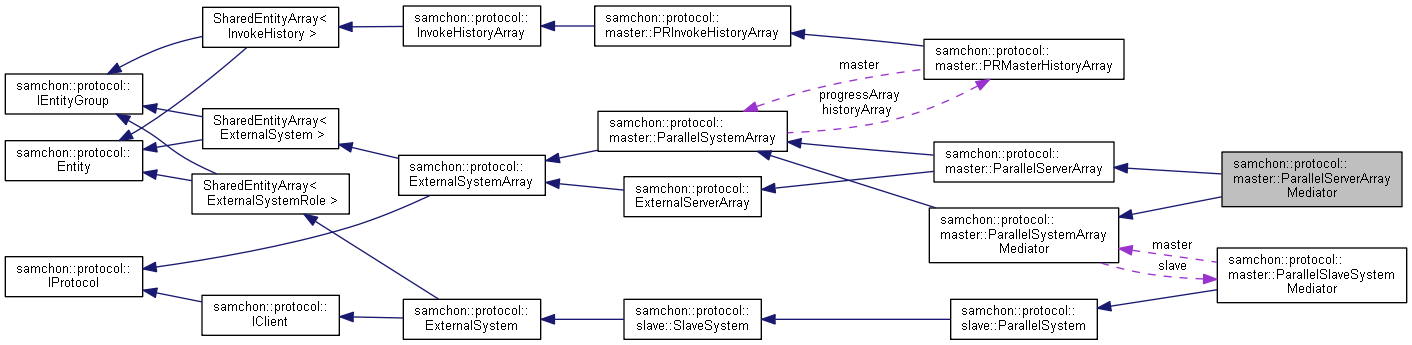 SharedEntityArray<
InvokeHistory >
samchon::protocol::
InvokeHistoryArray
samchon::protocol::
master::PRInvokeHistoryArray
samchon::protocol::
master::PRMasterHistoryArray
master
samchon::protocol::
IEntityGroup
progressArray
historyArray
SharedEntityArray<
ExternalSystem >
samchon::protocol::
master::ParallelSystemArray
samchon::protocol::
Entity
samchon::protocol::
master::ParallelServerArray
samchon::protocol::
ExternalSystemArray
samchon::protocol::
master::ParallelServerArray
Mediator
SharedEntityArray<
ExternalSystemRole >
samchon::protocol::
ExternalServerArray
samchon::protocol::
master::ParallelSystemArray
Mediator
master
slave
samchon::protocol::
IProtocol
samchon::protocol::
master::ParallelSlaveSystem
Mediator
samchon::protocol::
IClient
samchon::protocol::
ExternalSystem
samchon::protocol::
slave::SlaveSystem
samchon::protocol::
slave::ParallelSystem